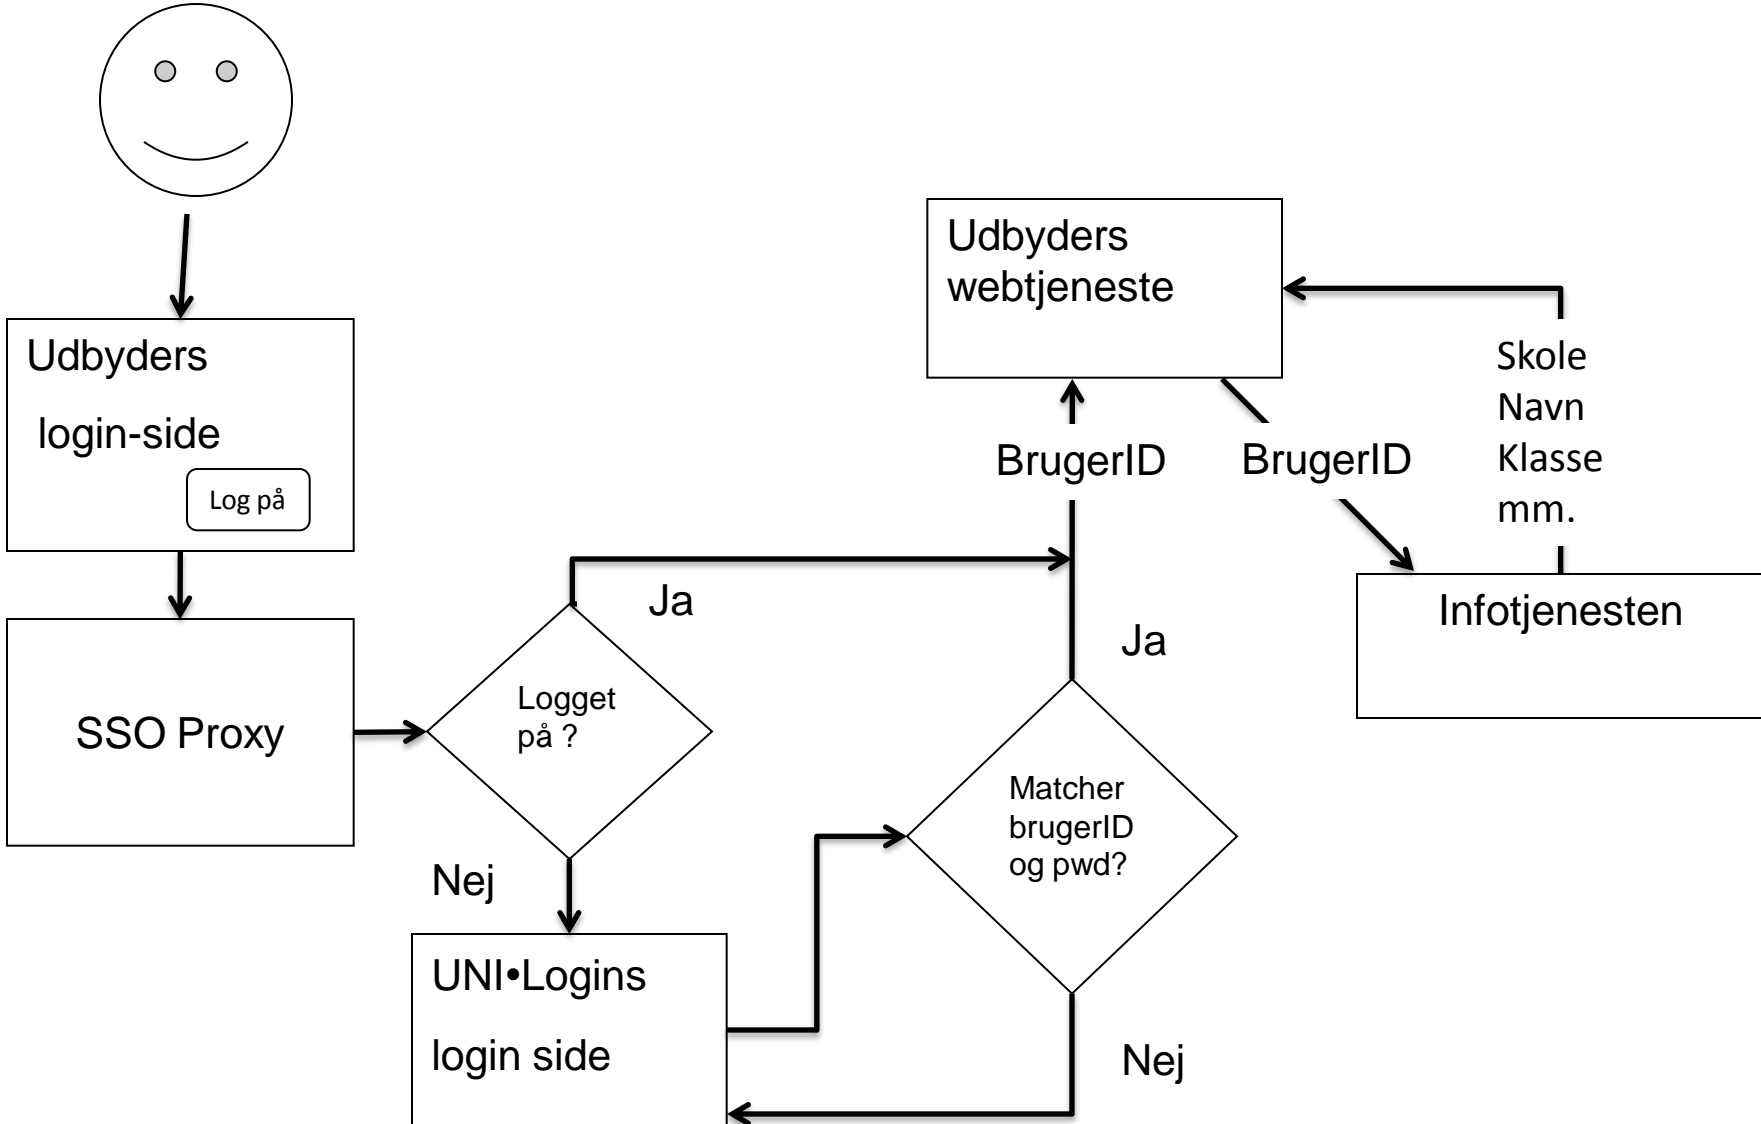 Udbyders
login-side
Log på
SSO Proxy
Logget
på ?
Ja
Nej
UNI•Logins
login side
Matcher
brugerID
og pwd?
Ja
Nej
BrugerID
Udbyders
webtjeneste
BrugerID
Infotjenesten
Skole
Navn
Klasse
mm.